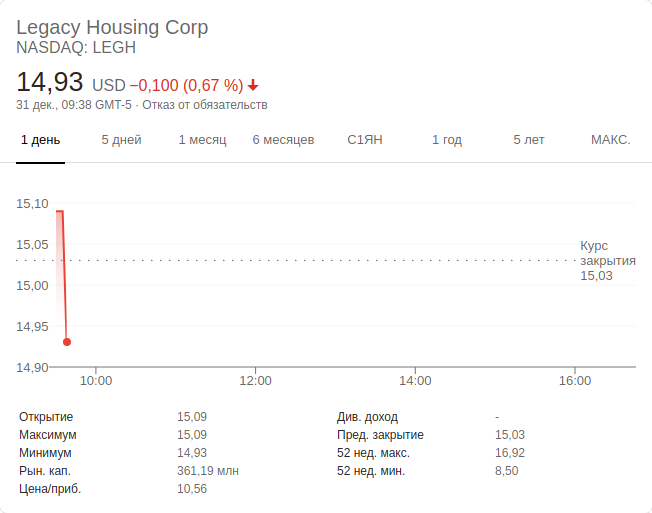 Legacy Housing Corp
NASDAQ: LEGH
14,93 USD −0,100 (0,67 %)
31 дек., 09:38 GMT-5 · Отказ от обязательств
1 день 5 дней 1 месяц 6 месяцев С1ЯН 1 год 5 лет МАКС.
15,10
15,05
15,00
14,95
14,90
Курс
закрытия
15,03
10:00 12:00 14:00 16:00
Открытие 15,09 Див. доход -
Максимум 15,09 Пред. закрытие 15,03
Минимум 14,93 52 нед. макс. 16,92
Рын. кап. 361,19 млн 52 нед. мин. 8,50
Цена/приб. 10,56